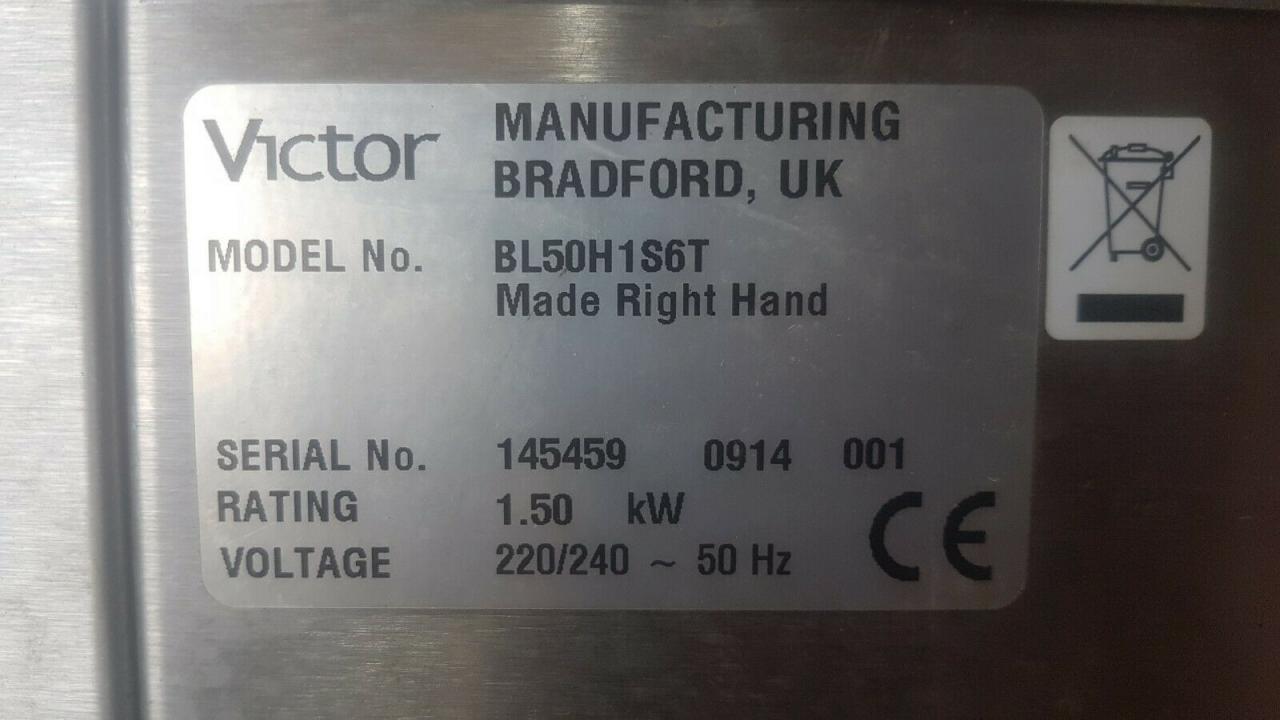 Victor MANUFACTURING
BRADFORD, UK
MODEL No. BL50H1S6T
Made Right Hand
SERIAL No. 145459 0914 001
RATING 1.50 kW
VOLTAGE 220/240 ~ 50 Hz
CE